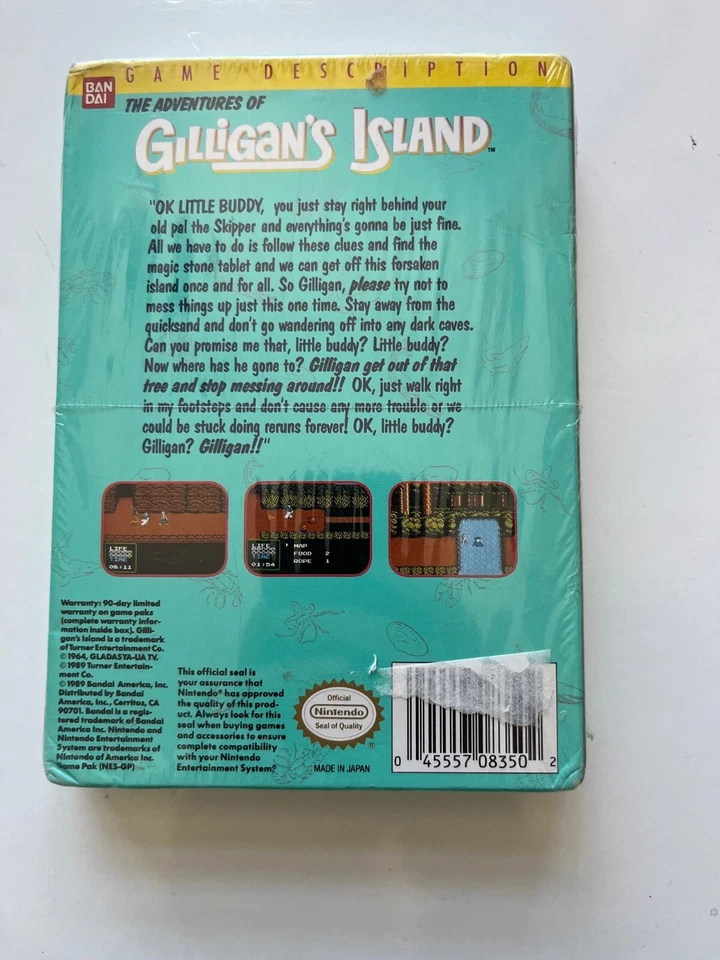 GAME DESCRIPTION
BAN
DAI
THE ADVENTURES OF
GILLIGAN'S ISLAND™
"OK LITTLE BUDDY, you just stay right behind your
old pal the Skipper and everything's gonna be just fine.
All we have to do is follow these clues and find the
magic stone tablet and we can get off this forsaken
island once and for all. So Gilligan, please try not to
mess things up just this one time. Stay away from the
quicksand and don't go wandering off into any dark caves.
Can you promise me that, little buddy? Little buddy?
Now where has he gone to? Gilligan get out of that
tree and stop messing around!! OK, just walk right
in my footsteps and don't cause any more trouble or we
could be stuck doing reruns forever! OK, little buddy?
Gilligan? Gilligan!!"
LIFE
TIME
08:11
LIFE
TIME
01:54
MAP
FOOD 2
ROPE 1
Warranty: 90-day limited
warranty on game paks
(complete warranty infor-
mation inside box). Gilli-
gan's Island is a trademark
of Turner Entertainment Co.
© 1964, GLADASYA-UA TV.
© 1989 Turner Entertain-
ment Co.
© 1989 Bandai America, Inc.
Distributed by Bandai
America, Inc., Cerritos, CA
90701. Bandai is a regis-
tered trademark of Bandai
America Inc. Nintendo and
Nintendo Entertainment
System are trademarks of
Nintendo of America Inc.
Game Pak (NES-GP)
This official seal is
your assurance that
Nintendo® has approved
the quality of this prod-
uct. Always look for this
seal when buying games
and accessories to ensure
complete compatibility
with your Nintendo
Entertainment System.®
Official
Nintendo
Seal of Quality
®
MADE IN JAPAN
0 45557 08350 2